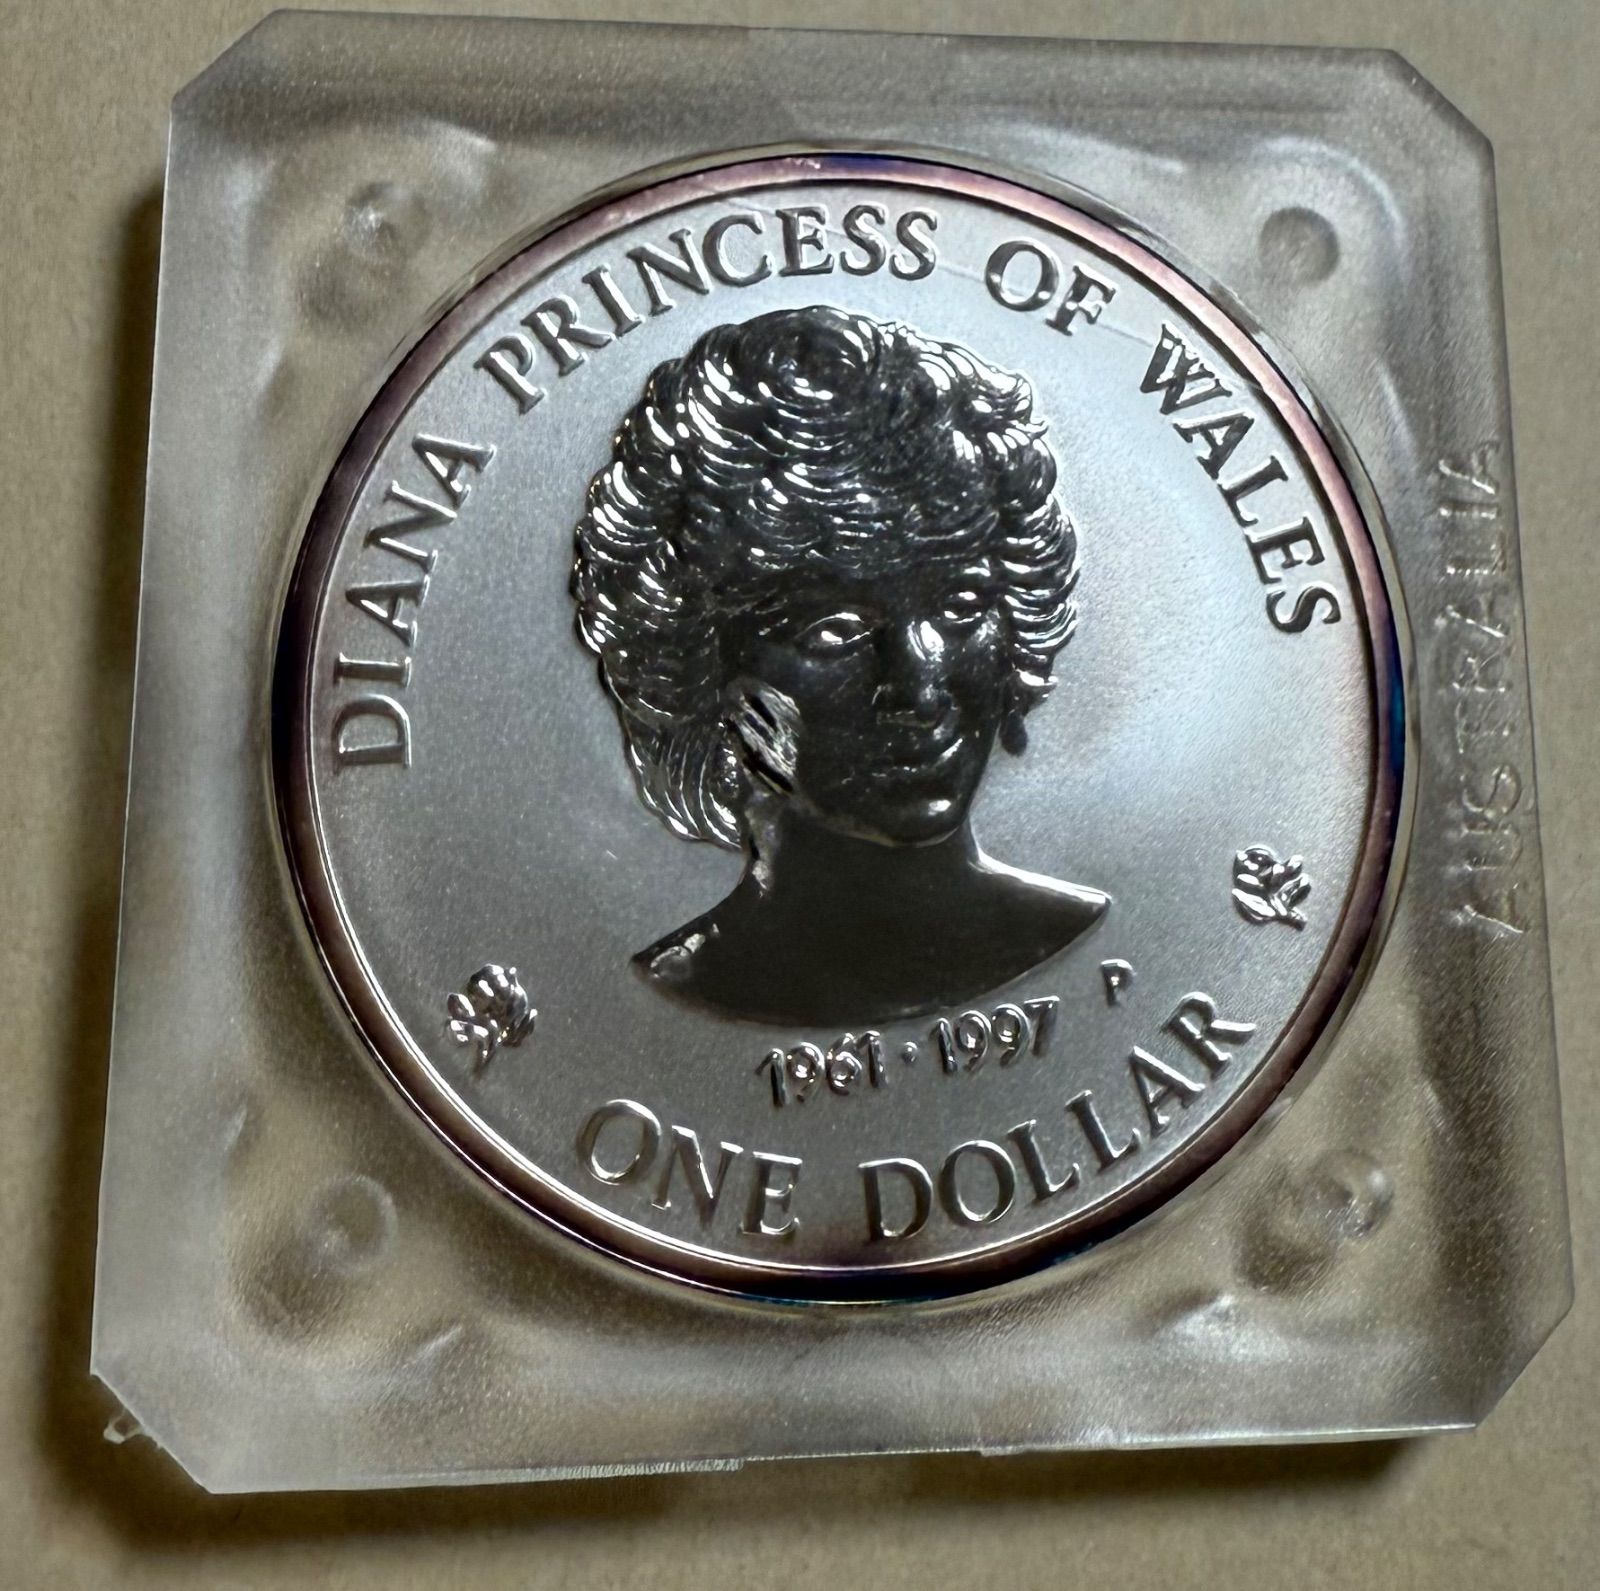 DIANA PRINCESS OF WALES
1961 · 1997 P
ONE DOLLAR
AUSTRALIA